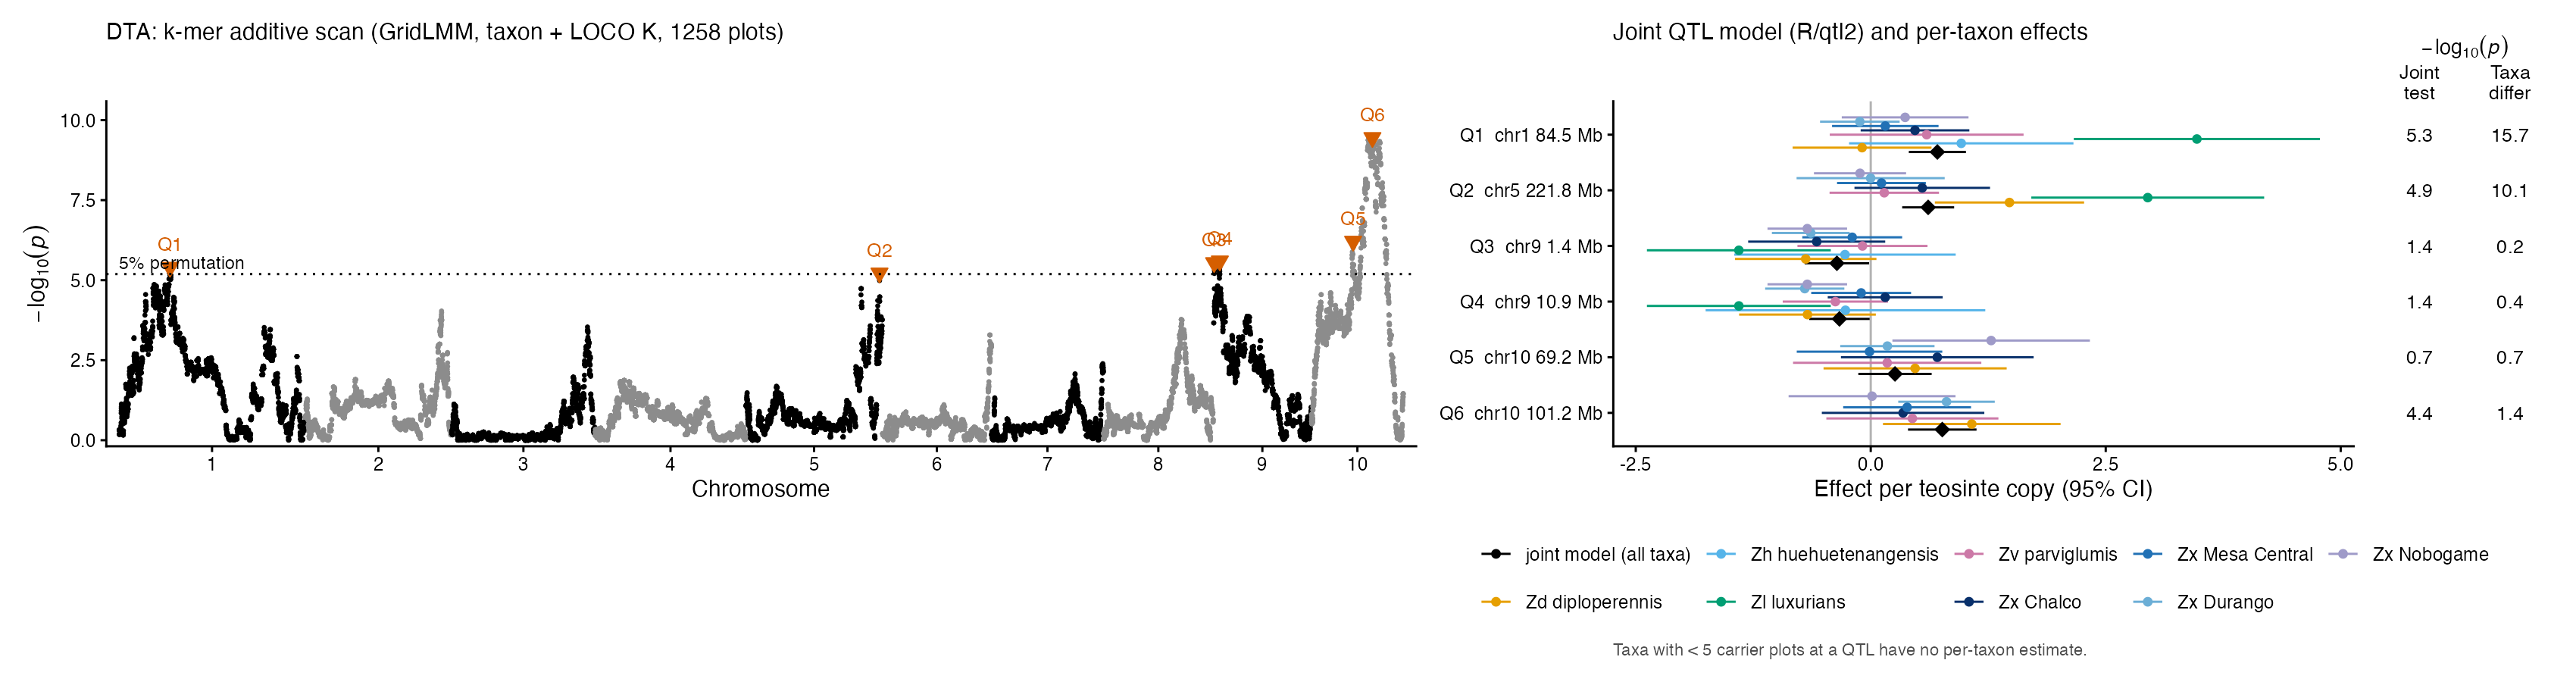 DTA: k-mer additive scan (GridLMM, taxon + LOCO K, 1258 plots)
−log10(p)
10.0
7.5
5.0
2.5
0.0
5% permutation
Q1
Q2
Q3
Q4
Q5
Q6
1 2 3 4 5 6 7 8 9 10
Chromosome
Joint QTL model (R/qtl2) and per-taxon effects
−log10(p)
Joint test
Taxa differ
Q1 chr1 84.5 Mb 5.3 15.7
Q2 chr5 221.8 Mb 4.9 10.1
Q3 chr9 1.4 Mb 1.4 0.2
Q4 chr9 10.9 Mb 1.4 0.4
Q5 chr10 69.2 Mb 0.7 0.7
Q6 chr10 101.2 Mb 4.4 1.4
-2.5 0.0 2.5 5.0
Effect per teosinte copy (95% CI)
joint model (all taxa) Zh huehuetenangensis Zv parviglumis Zx Mesa Central Zx Nobogame
Zd diploperennis Zl luxurians Zx Chalco Zx Durango
Taxa with < 5 carrier plots at a QTL have no per-taxon estimate.